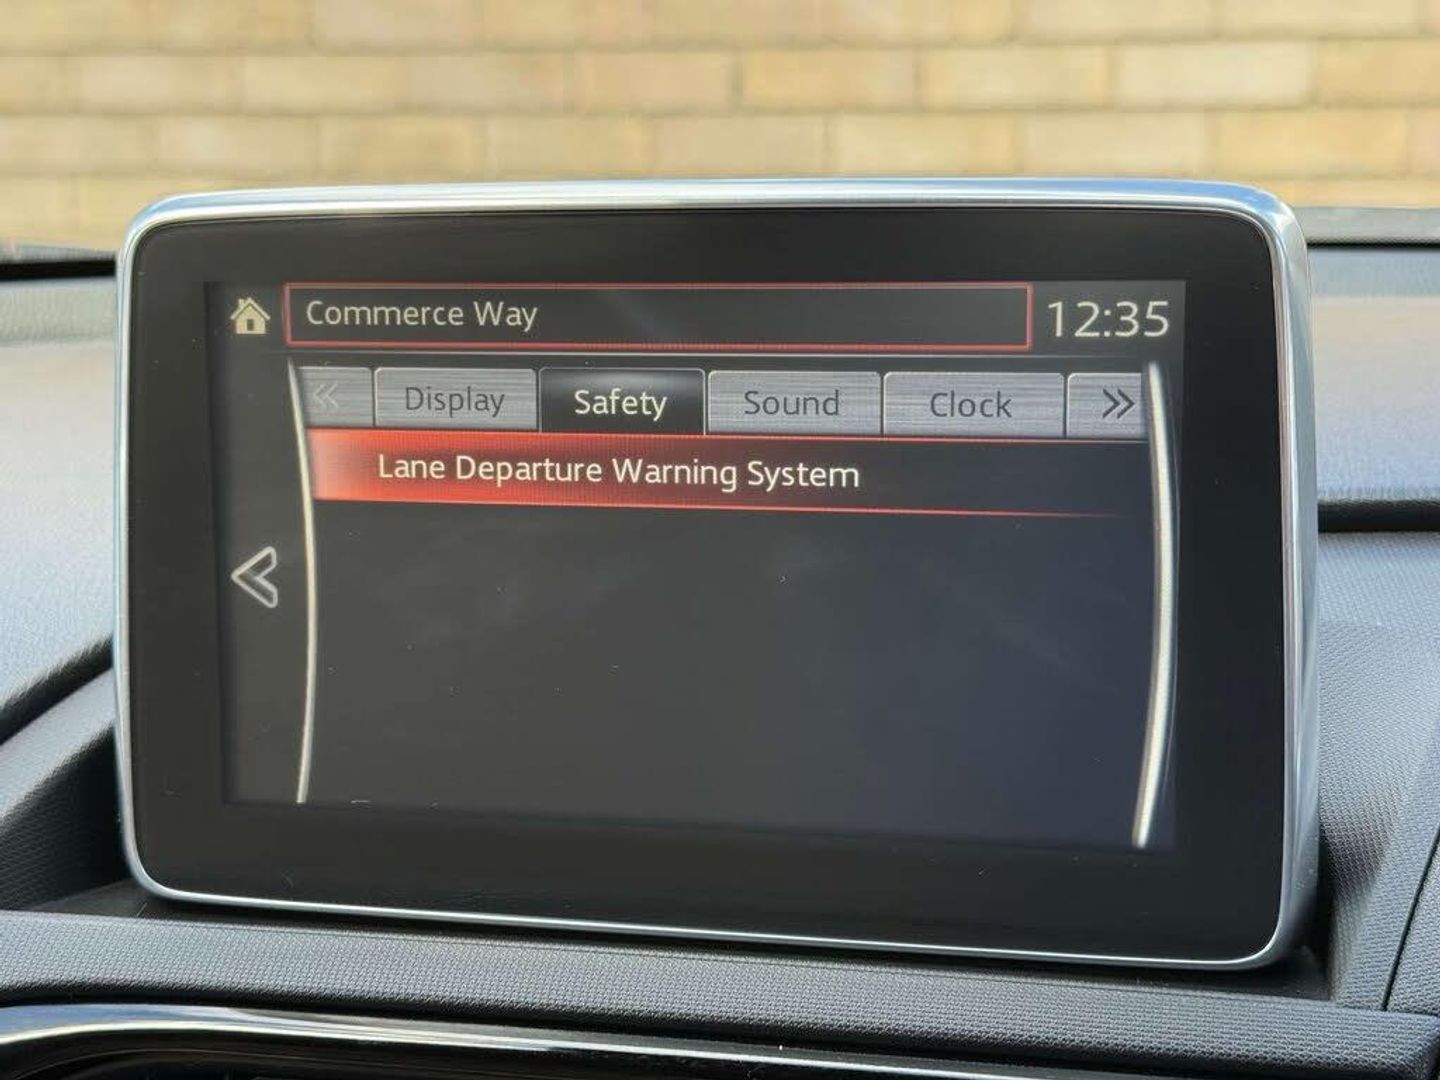 Commerce Way
12:35
« Display Safety Sound Clock »
Lane Departure Warning System